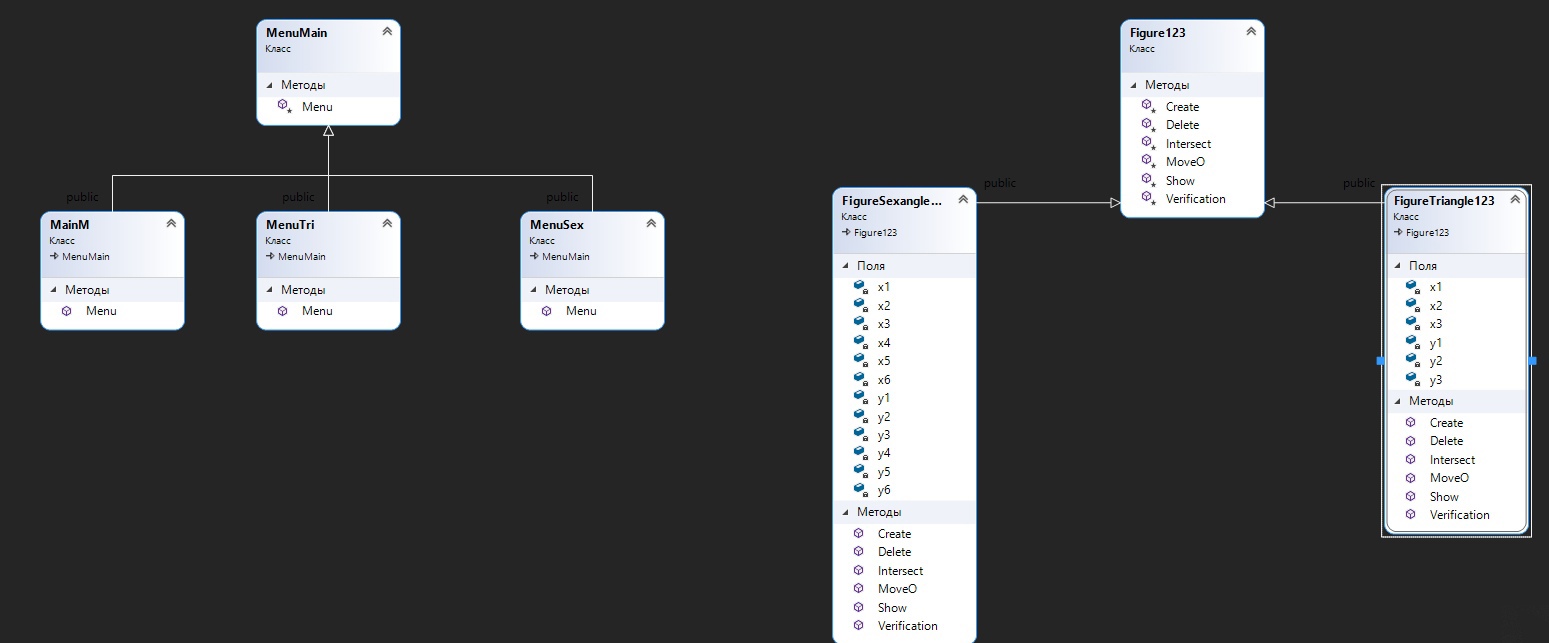 MenuMain
Класс
Методы
Menu
public
public
public
MainM
Класс
MenuMain
Методы
Menu
MenuTri
Класс
MenuMain
Методы
Menu
MenuSex
Класс
MenuMain
Методы
Menu
Figure123
Класс
Методы
Create
Delete
Intersect
MoveO
Show
Verification
public
public
FigureSexangle...
Класс
Figure123
Поля
x1
x2
x3
x4
x5
x6
y1
y2
y3
y4
y5
y6
Методы
Create
Delete
Intersect
MoveO
Show
Verification
FigureTriangle123
Класс
Figure123
Поля
x1
x2
x3
y1
y2
y3
Методы
Create
Delete
Intersect
MoveO
Show
Verification